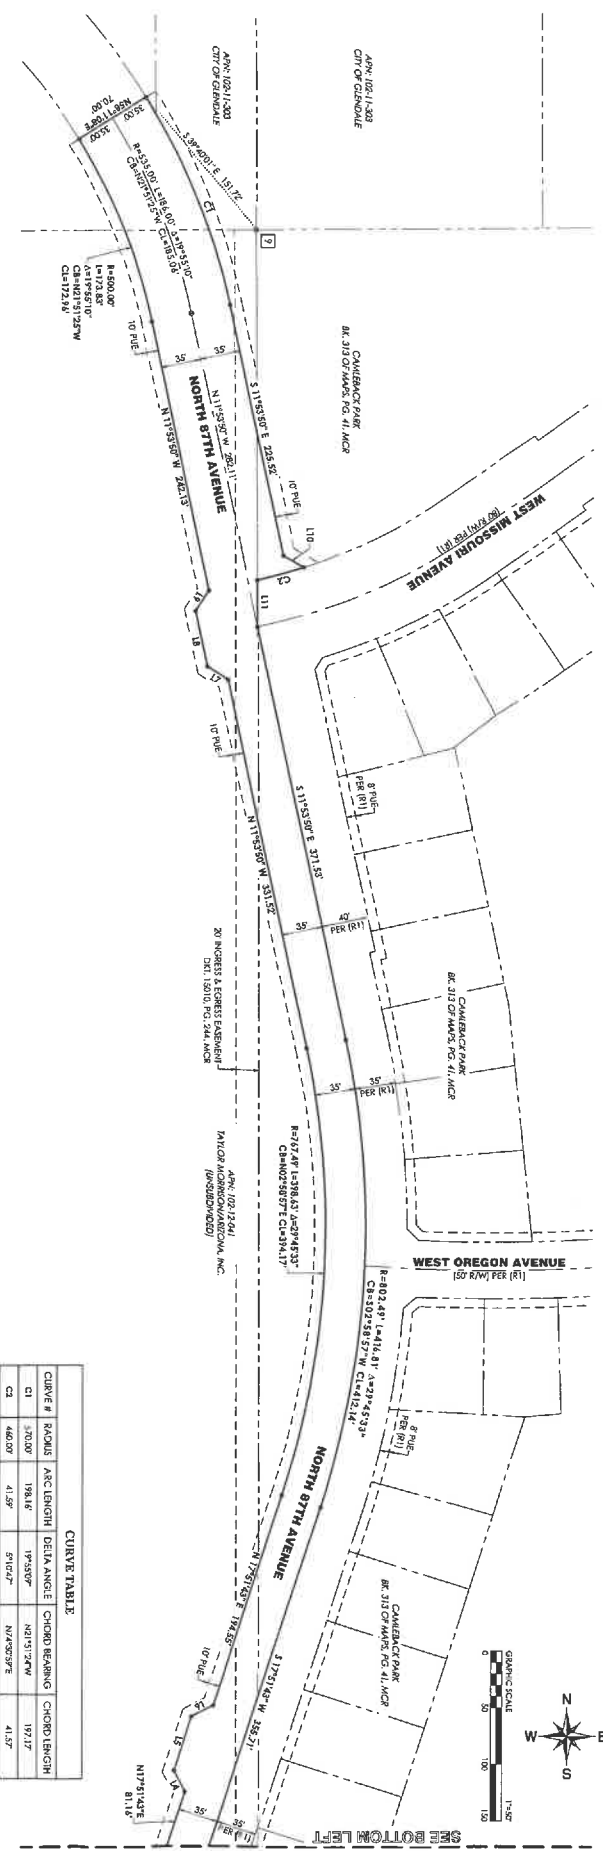 APN: 102-11-303
CITY OF GLENDALE
APN: 102-11-303
CITY OF GLENDALE
N58°11'08"E
70.00'
35.00'
35.00'
S 39°40'01" E 151.72'
C1
R=535.00' L=186.00' Δ=19°55'10"
CB=N21°51'25"W CL=185.06'
9
R=500.00'
L=173.83'
Δ=19°55'10"
CB=N21°51'25"W
CL=172.96'
10' PUE
35'
35'
NORTH 87TH AVENUE
N 11°53'50" W 282.11'
N 11°53'50" W 242.13'
S 11°53'50" E 225.52'
CAMLEBACK PARK
BK. 313 OF MAPS, PG. 41, MCR
10' PUE
L10
C2
L11
WEST MISSOURI AVENUE
(80' R/W) PER (R1)
L8
L7
10' PUE
8' PUE
PER (R1)
S 11°53'50" E 371.53'
N 11°53'50" W 331.52'
35'
40'
PER (R1)
20' INGRESS & EGRESS EASEMENT
DKT. 15010, PG. 244, MCR
CAMLEBACK PARK
BK. 313 OF MAPS, PG. 41, MCR
35'
35'
PER (R1)
APN: 102-12-041
TAYLOR MORRISON/ARIZONA, INC.
(UNSUBDIVIDED)
R=767.49' L=398.63' Δ=29°45'33"
CB=N02°58'57"E CL=394.17'
WEST OREGON AVENUE
(50' R/W) PER (R1)
R=802.49' L=416.81' Δ=29°45'33"
CB=S02°58'57"W CL=412.14'
8' PUE
PER (R1)
NORTH 87TH AVENUE
N 17°51'43" E 194.55'
S 17°51'43" W 355.71'
CAMLEBACK PARK
BK. 313 OF MAPS, PG. 41, MCR
10' PUE
L5
L4
N17°51'43"E
81.16'
35'
35'
PER (R1)
SEE BOTTOM LEFT
GRAPHIC SCALE 1"=50'
0 50 100 150
N
W E
S
CURVE TABLE
CURVE # RADIUS ARC LENGTH DELTA ANGLE CHORD BEARING CHORD LENGTH
C1 570.00' 198.16' 19°55'09" N21°51'24"W 197.17'
C2 460.00' 41.59' 5°10'47" N74°30'59"E 41.57'